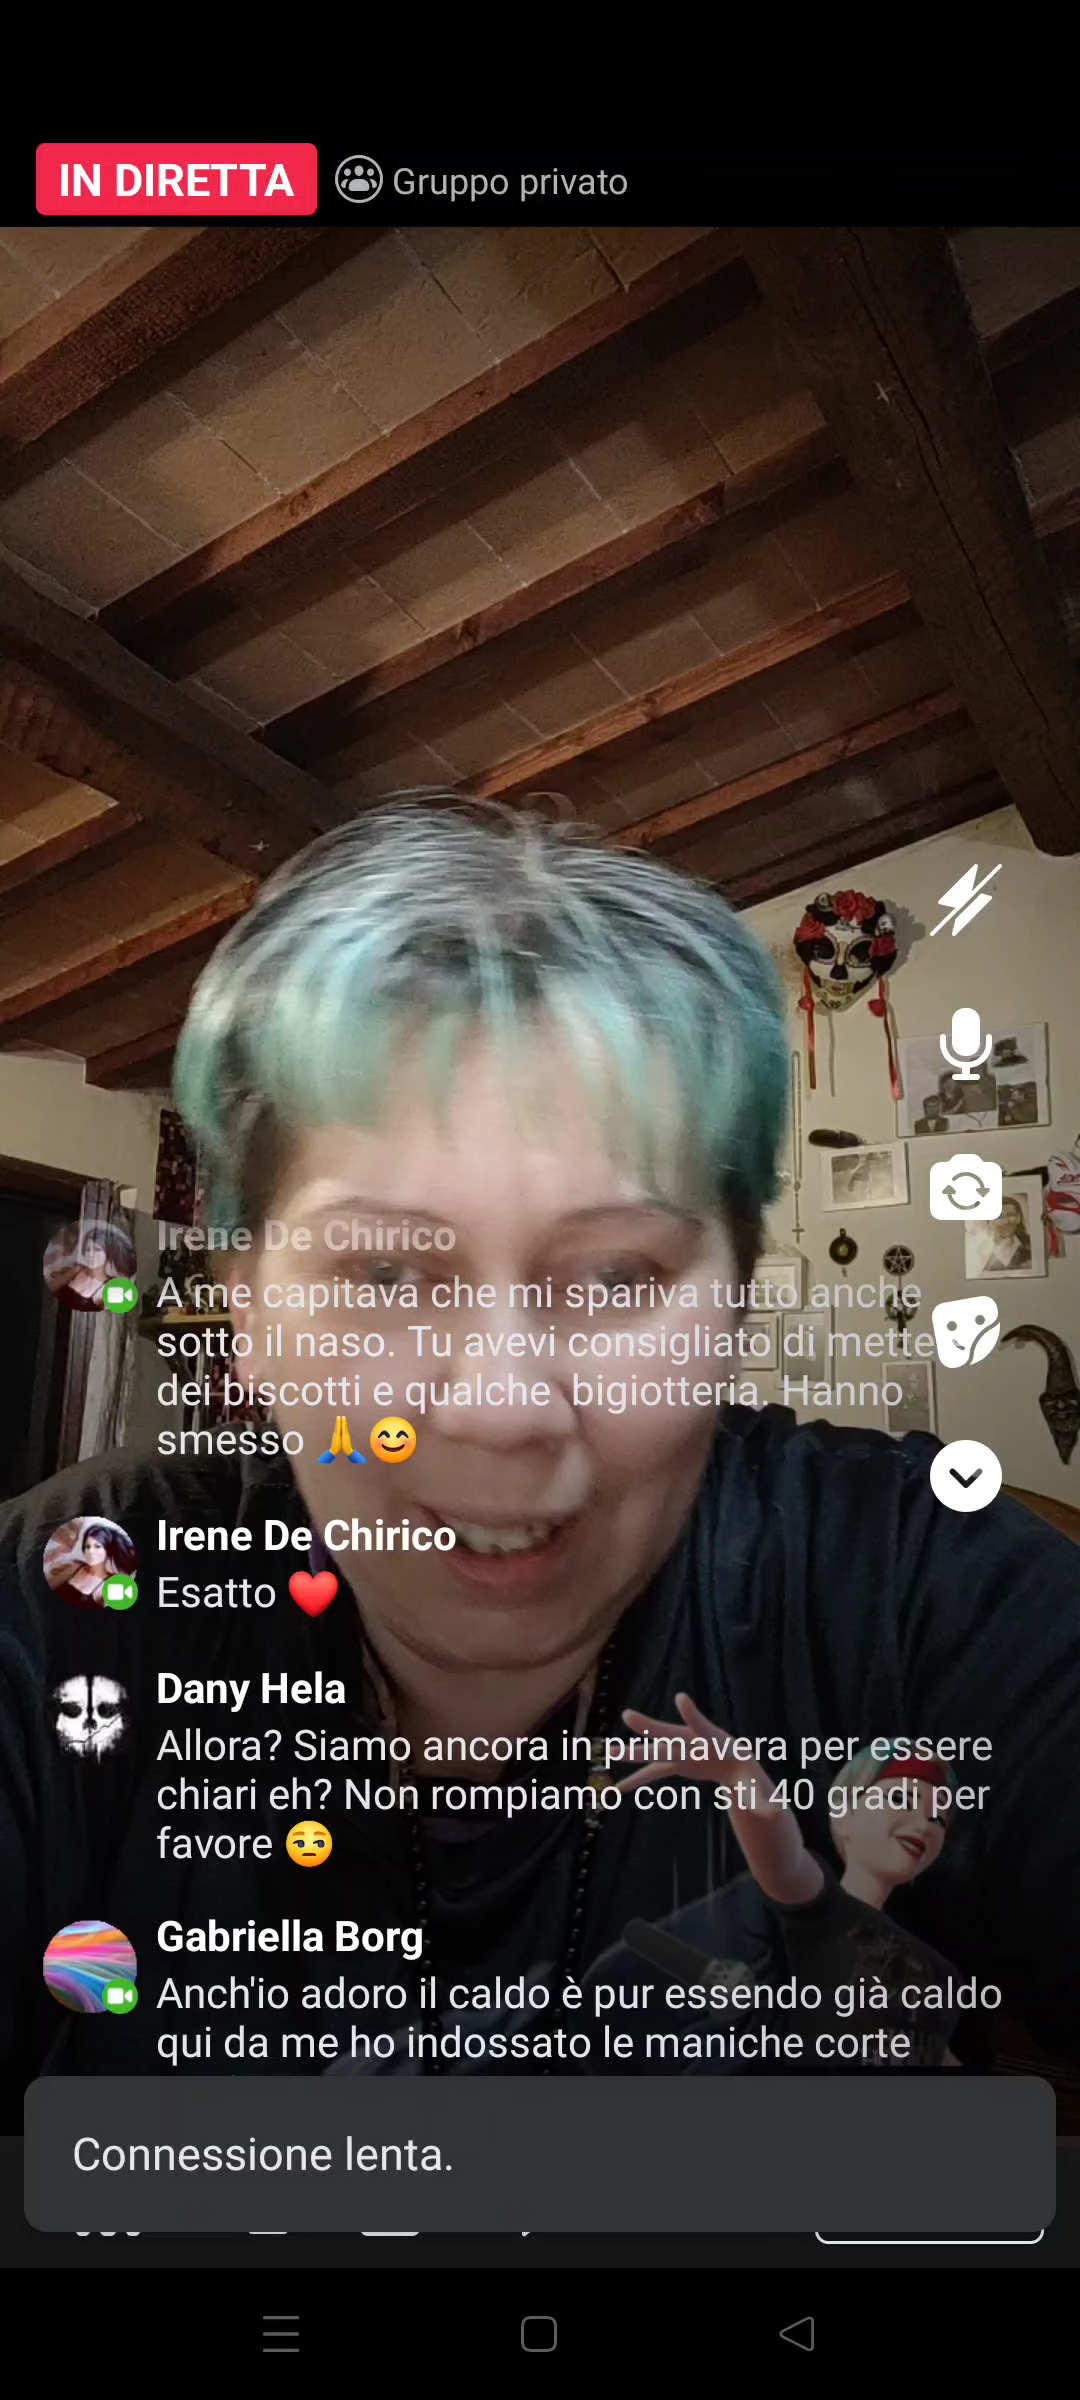 IN DIRETTA Gruppo privato
Irene De Chirico
A me capitava che mi spariva tutto anche
sotto il naso. Tu avevi consigliato di mette
dei biscotti e qualche bigiotteria. Hanno
smesso 🙏😊
Irene De Chirico
Esatto ❤️
Dany Hela
Allora? Siamo ancora in primavera per essere
chiari eh? Non rompiamo con sti 40 gradi per
favore 😒
Gabriella Borg
Anch'io adoro il caldo è pur essendo già caldo
qui da me ho indossato le maniche corte
Connessione lenta.